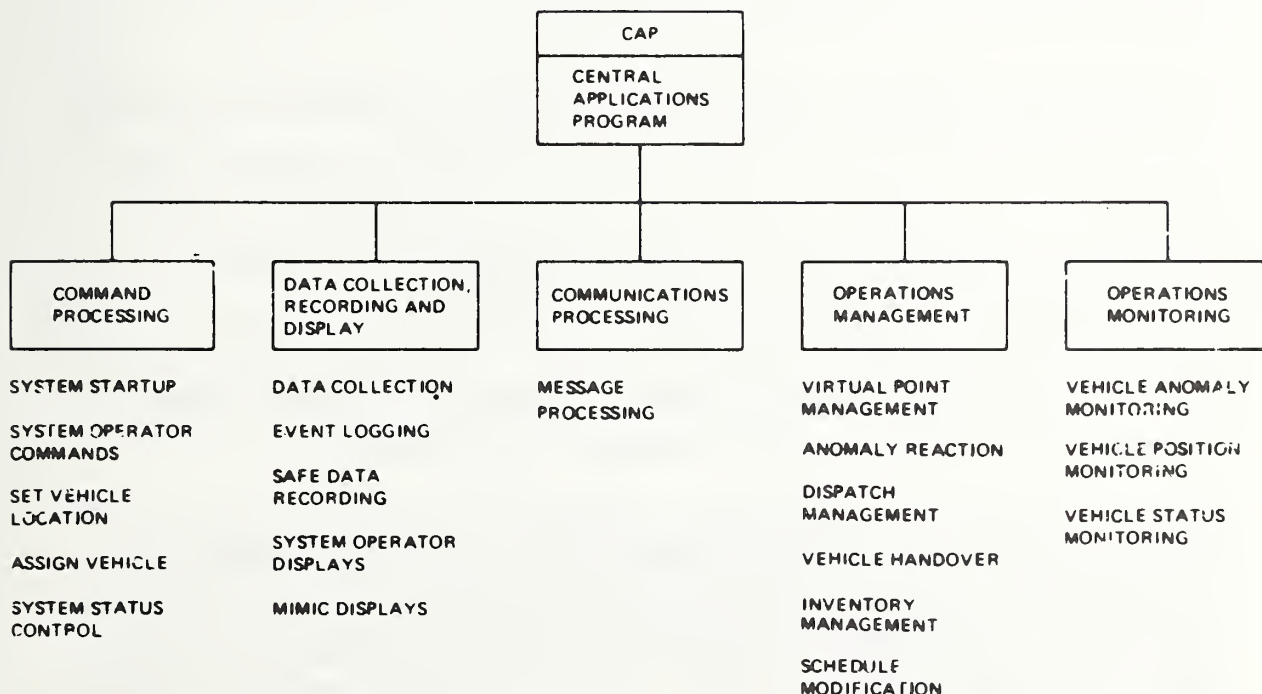 CAP
CENTRAL
APPLICATIONS
PROGRAM
COMMAND
PROCESSING
DATA COLLECTION,
RECORDING AND
DISPLAY
COMMUNICATIONS
PROCESSING
OPERATIONS
MANAGEMENT
OPERATIONS
MONITORING
SYSTEM STARTUP
SYSTEM OPERATOR
COMMANDS
SET VEHICLE
LOCATION
ASSIGN VEHICLE
SYSTEM STATUS
CONTROL
DATA COLLECTION
EVENT LOGGING
SAFE DATA
RECORDING
SYSTEM OPERATOR
DISPLAYS
MIMIC DISPLAYS
MESSAGE
PROCESSING
VIRTUAL POINT
MANAGEMENT
ANOMALY REACTION
DISPATCH
MANAGEMENT
VEHICLE HANDOVER
INVENTORY
MANAGEMENT
SCHEDULE
MODIFICATION
VEHICLE ANOMALY
MONITORING
VEHICLE POSITION
MONITORING
VEHICLE STATUS
MONITORING